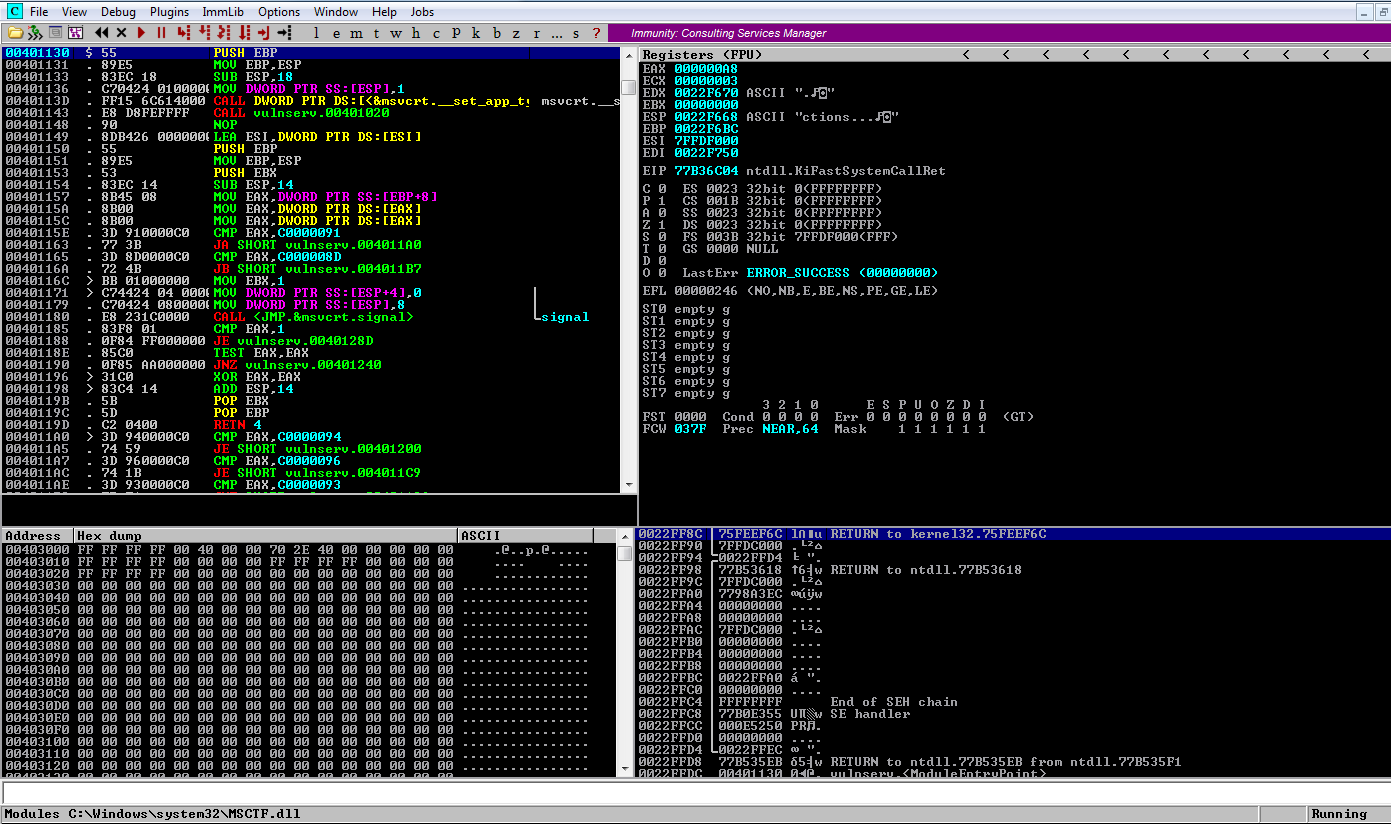 C File View Debug Plugins ImmLib Options Window Help Jobs
l e m t w h c p k b z r ... s ? Immunity: Consulting Services Manager
00401130 $ 55 PUSH EBP
00401131 . 89E5 MOV EBP,ESP
00401133 . 83EC 18 SUB ESP,18
00401136 . C70424 0100000 MOV DWORD PTR SS:[ESP],1
0040113D . FF15 6C614000 CALL DWORD PTR DS:[<&msvcrt.__set_app_ty msvcrt.__s
00401143 . E8 D8FEFFFF CALL vulnserv.00401020
00401148 . 90 NOP
00401149 . 8DB426 0000000 LEA ESI,DWORD PTR DS:[ESI]
00401150 . 55 PUSH EBP
00401151 . 89E5 MOV EBP,ESP
00401153 . 53 PUSH EBX
00401154 . 83EC 14 SUB ESP,14
00401157 . 8B45 08 MOV EAX,DWORD PTR SS:[EBP+8]
0040115A . 8B00 MOV EAX,DWORD PTR DS:[EAX]
0040115C . 8B00 MOV EAX,DWORD PTR DS:[EAX]
0040115E . 3D 910000C0 CMP EAX,C0000091
00401163 . 77 3B JA SHORT vulnserv.004011A0
00401165 . 3D 8D0000C0 CMP EAX,C000008D
0040116A . 72 4B JB SHORT vulnserv.004011B7
0040116C > BB 01000000 MOV EBX,1
00401171 > C74424 04 0000 MOV DWORD PTR SS:[ESP+4],0
00401179 . C70424 0800000 MOV DWORD PTR SS:[ESP],8
00401180 . E8 231C0000 CALL <JMP.&msvcrt.signal> signal
00401185 . 83F8 01 CMP EAX,1
00401188 . 0F84 FF000000 JE vulnserv.0040128D
0040118E . 85C0 TEST EAX,EAX
00401190 . 0F85 AA000000 JNZ vulnserv.00401240
00401196 > 31C0 XOR EAX,EAX
00401198 > 83C4 14 ADD ESP,14
0040119B . 5B POP EBX
0040119C . 5D POP EBP
0040119D . C2 0400 RETN 4
004011A0 > 3D 940000C0 CMP EAX,C0000094
004011A5 . 74 59 JE SHORT vulnserv.00401200
004011A7 . 3D 960000C0 CMP EAX,C0000096
004011AC . 74 1B JE SHORT vulnserv.004011C9
004011AE . 3D 930000C0 CMP EAX,C0000093
Registers (FPU) < < < < < < < < < < <
EAX 000000A8
ECX 00000003
EDX 0022F670 ASCII ".♪◙"
EBX 00000000
ESP 0022F668 ASCII "ctions...♪◙"
EBP 0022F6BC
ESI 7FFDF000
EDI 0022F750
EIP 77B36C04 ntdll.KiFastSystemCallRet
C 0 ES 0023 32bit 0(FFFFFFFF)
P 1 CS 001B 32bit 0(FFFFFFFF)
A 0 SS 0023 32bit 0(FFFFFFFF)
Z 1 DS 0023 32bit 0(FFFFFFFF)
S 0 FS 003B 32bit 7FFDF000(FFF)
T 0 GS 0000 NULL
D 0
O 0 LastErr ERROR_SUCCESS (00000000)
EFL 00000246 (NO,NB,E,BE,NS,PE,GE,LE)
ST0 empty g
ST1 empty g
ST2 empty g
ST3 empty g
ST4 empty g
ST5 empty g
ST6 empty g
ST7 empty g
3 2 1 0 E S P U O Z D I
FST 0000 Cond 0 0 0 0 Err 0 0 0 0 0 0 0 0 (GT)
FCW 037F Prec NEAR,64 Mask 1 1 1 1 1 1
Address Hex dump ASCII
00403000 FF FF FF FF 00 40 00 00 70 2E 40 00 00 00 00 00 .@..p.@.....
00403010 FF FF FF FF 00 00 00 00 FF FF FF FF 00 00 00 00 .... ....
00403020 FF FF FF FF 00 00 00 00 00 00 00 00 00 00 00 00 ............
00403030 00 00 00 00 00 00 00 00 00 00 00 00 00 00 00 00 ................
00403040 00 00 00 00 00 00 00 00 00 00 00 00 00 00 00 00 ................
00403050 00 00 00 00 00 00 00 00 00 00 00 00 00 00 00 00 ................
00403060 00 00 00 00 00 00 00 00 00 00 00 00 00 00 00 00 ................
00403070 00 00 00 00 00 00 00 00 00 00 00 00 00 00 00 00 ................
00403080 00 00 00 00 00 00 00 00 00 00 00 00 00 00 00 00 ................
00403090 00 00 00 00 00 00 00 00 00 00 00 00 00 00 00 00 ................
004030A0 00 00 00 00 00 00 00 00 00 00 00 00 00 00 00 00 ................
004030B0 00 00 00 00 00 00 00 00 00 00 00 00 00 00 00 00 ................
004030C0 00 00 00 00 00 00 00 00 00 00 00 00 00 00 00 00 ................
004030D0 00 00 00 00 00 00 00 00 00 00 00 00 00 00 00 00 ................
004030E0 00 00 00 00 00 00 00 00 00 00 00 00 00 00 00 00 ................
004030F0 00 00 00 00 00 00 00 00 00 00 00 00 00 00 00 00 ................
00403100 00 00 00 00 00 00 00 00 00 00 00 00 00 00 00 00 ................
00403110 00 00 00 00 00 00 00 00 00 00 00 00 00 00 00 00 ................
00403120 00 00 00 00 00 00 00 00 00 00 00 00 00 00 00 00 ................
0022FF8C 75FEEF6C RETURN to kernel32.75FEEF6C
0022FF90 7FFDC000
0022FF94 0022FFD4
0022FF98 77B53618 RETURN to ntdll.77B53618
0022FF9C 7FFDC000
0022FFA0 7798A3EC
0022FFA4 00000000 ....
0022FFA8 00000000 ....
0022FFAC 7FFDC000
0022FFB0 00000000 ....
0022FFB4 00000000 ....
0022FFB8 00000000 ....
0022FFBC 0022FFA0 á ".
0022FFC0 00000000 ....
0022FFC4 FFFFFFFF End of SEH chain
0022FFC8 77B0E355 SE handler
0022FFCC 000E5250 PR♫.
0022FFD0 00000000 ....
0022FFD4 0022FFEC ∞ ".
0022FFD8 77B535EB δ5╡w RETURN to ntdll.77B535EB from ntdll.77B535F1
0022FFDC 00401130 0◄@. vulnserv.<ModuleEntryPoint>
Modules C:\Windows\system32\MSCTF.dll Running